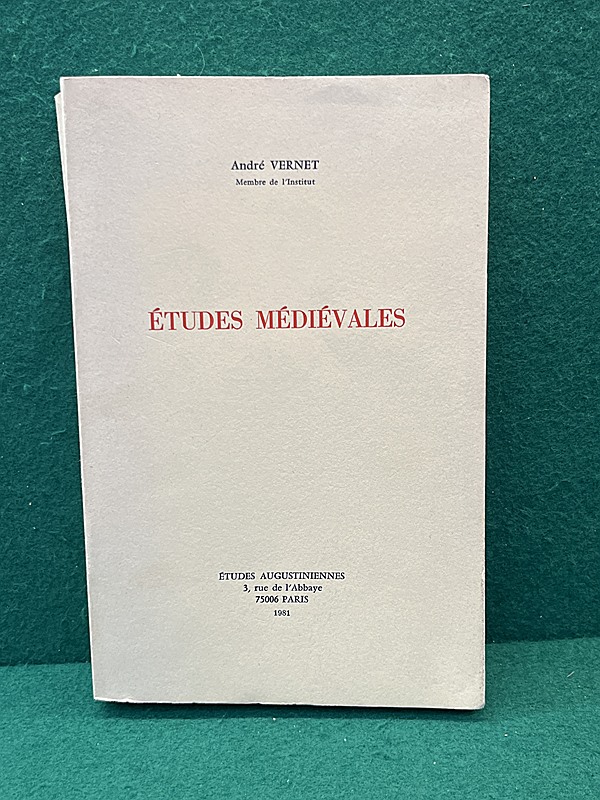 André VERNET
Membre de l'Institut
ÉTUDES MÉDIÉVALES
ÉTUDES AUGUSTINIENNES
3, rue de l'Abbaye
75006 PARIS
1981